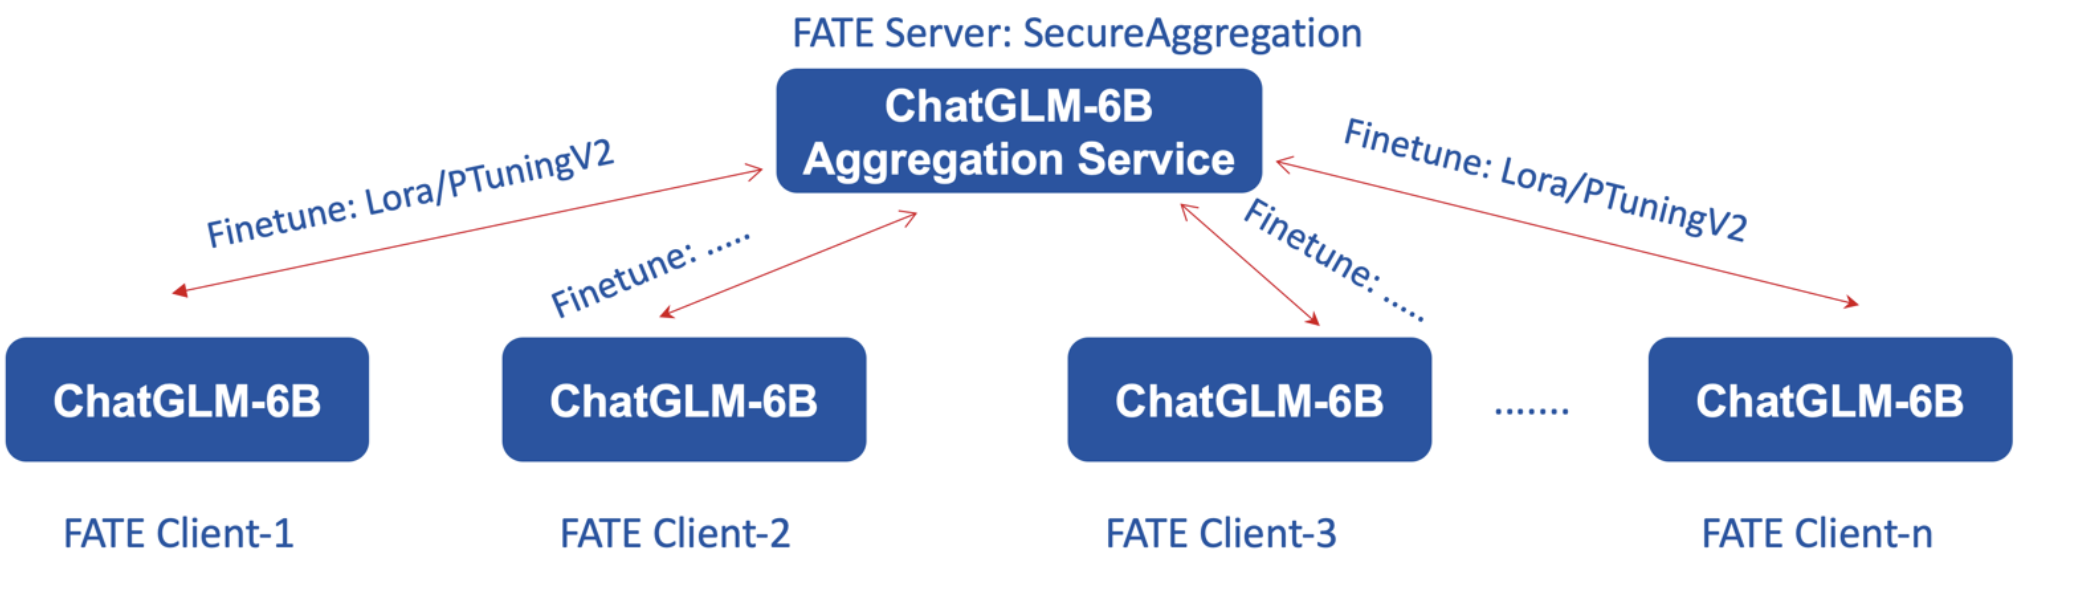 FATE Server: SecureAggregation
ChatGLM-6B
Aggregation Service
Finetune: Lora/PTuningV2
Finetune: .....
Finetune: .....
Finetune: Lora/PTuningV2
ChatGLM-6B
ChatGLM-6B
ChatGLM-6B
.......
ChatGLM-6B
FATE Client-1
FATE Client-2
FATE Client-3
FATE Client-n